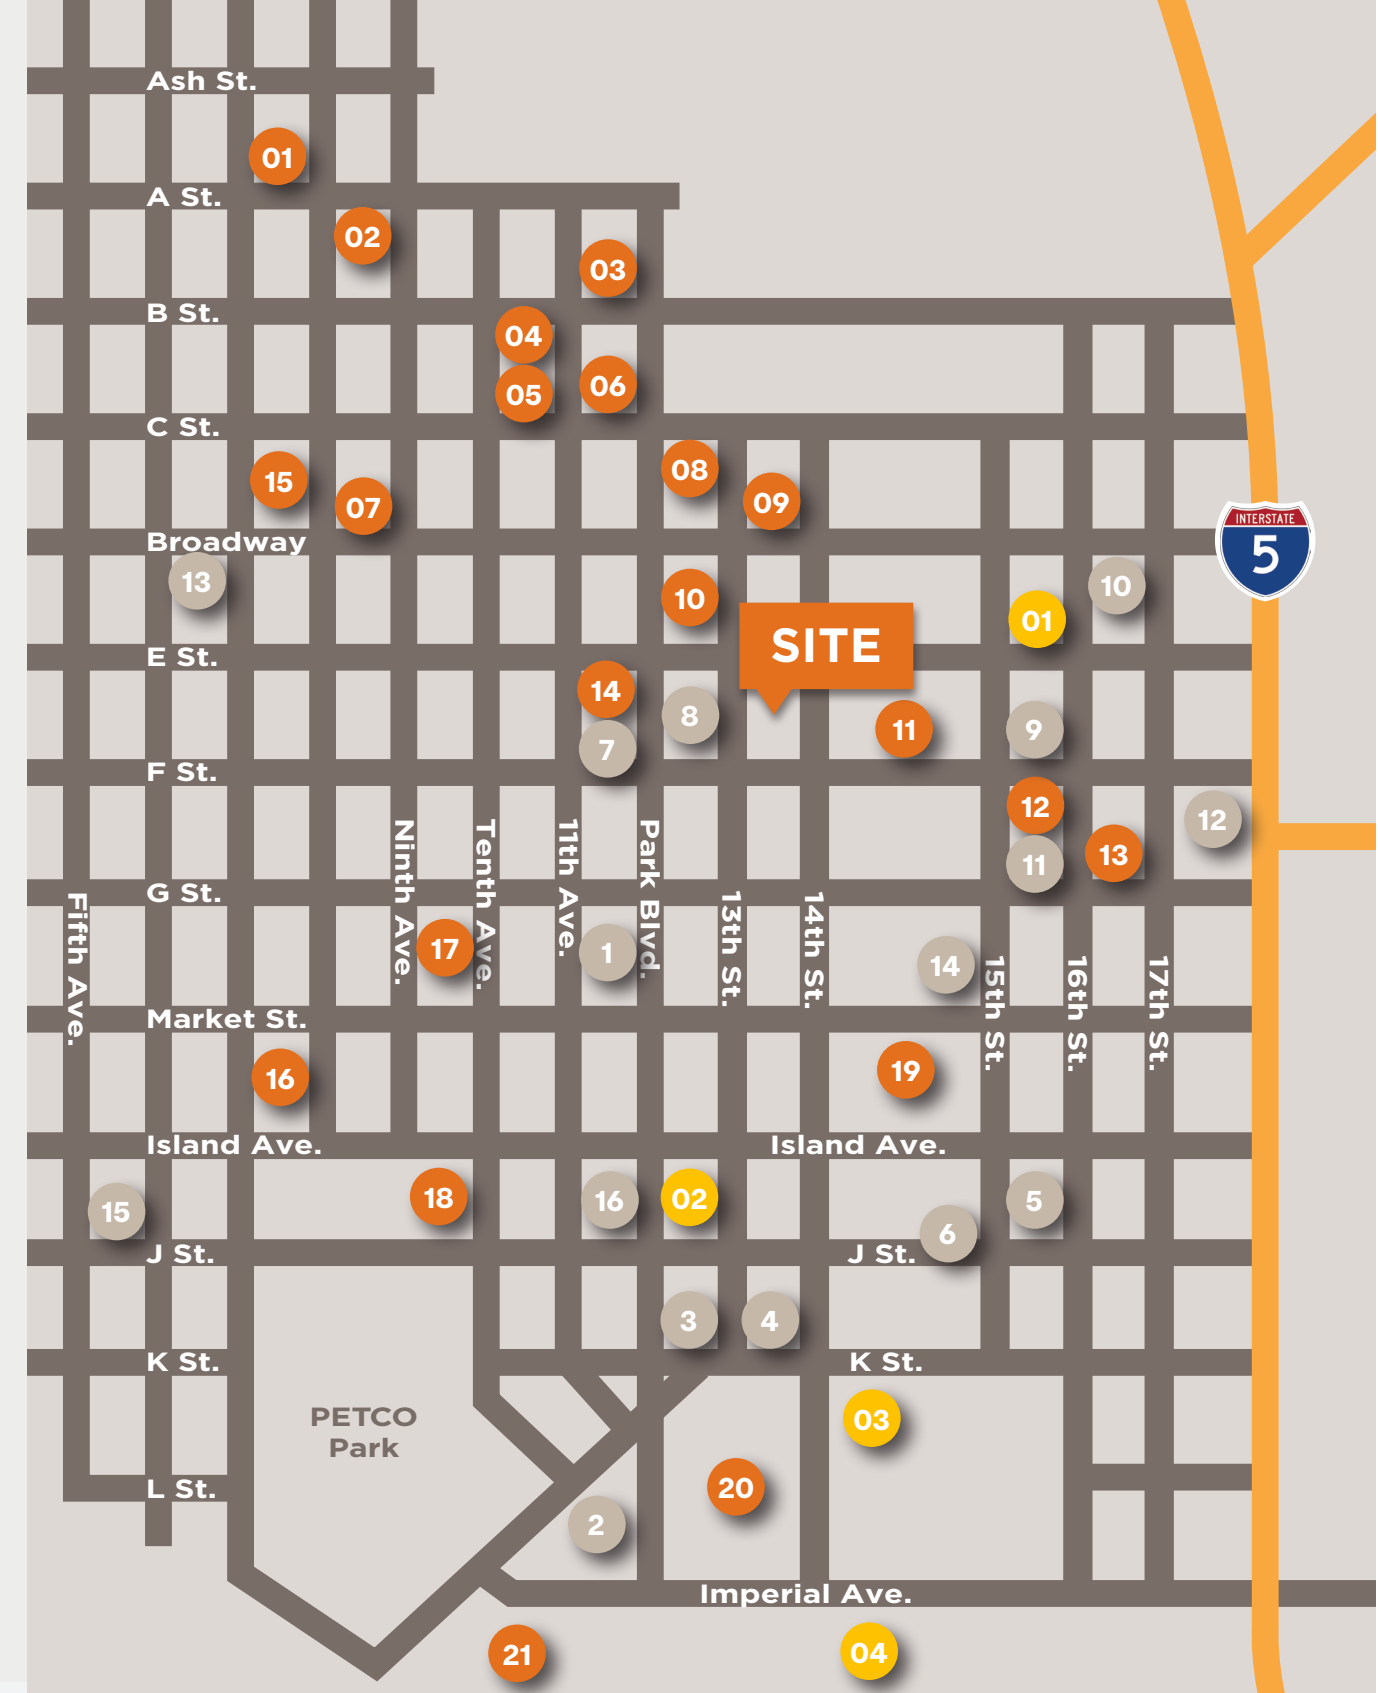 Ash St.
01
A St.
02
03
B St.
04
05
06
C St.
08
15
07
09
INTERSTATE
5
Broadway
13
10
01
10
SITE
E St.
14
8
7
11
9
F St.
12
12
11
13
Ninth Ave.
Tenth Ave.
11th Ave.
Park Blvd.
G St.
Fifth Ave.
13th St.
14th St.
17
1
14
15th St.
16th St.
17th St.
Market St.
16
19
Island Ave.
Island Ave.
15
18
16
02
5
6
J St.
J St.
3
4
K St.
K St.
PETCO
Park
03
L St.
20
2
Imperial Ave.
21
04